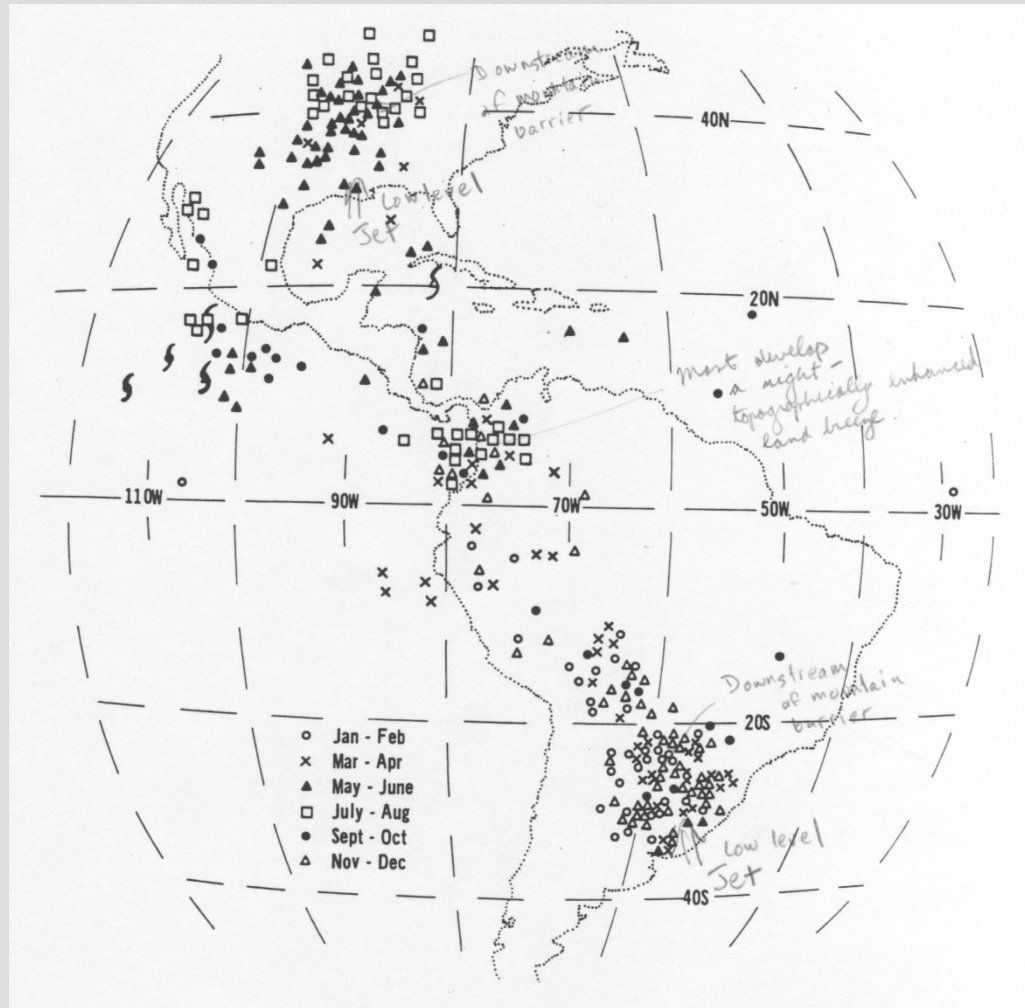 Downstream
of mountain
barrier
40N
Low level
Jet
20N
Most develop
a night-
topographically enhanced
land breeze.
110W
90W
70W
50W
30W
Downstream
of mountain
barrier
20S
Jan - Feb
Mar - Apr
May - June
July - Aug
Sept - Oct
Nov - Dec
Low level
Jet
40S